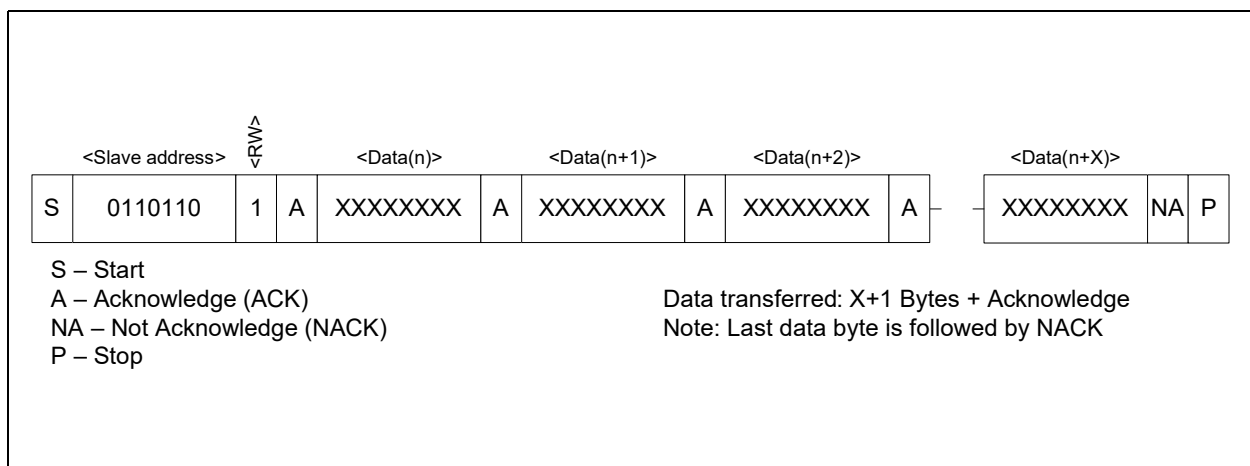 <Slave address> <RW> <Data(n)> <Data(n+1)> <Data(n+2)> <Data(n+X)>
S 0110110 1 A XXXXXXXX A XXXXXXXX A XXXXXXXX A XXXXXXXX NA P
S – Start
A – Acknowledge (ACK)
NA – Not Acknowledge (NACK)
P – Stop
Data transferred: X+1 Bytes + Acknowledge
Note: Last data byte is followed by NACK